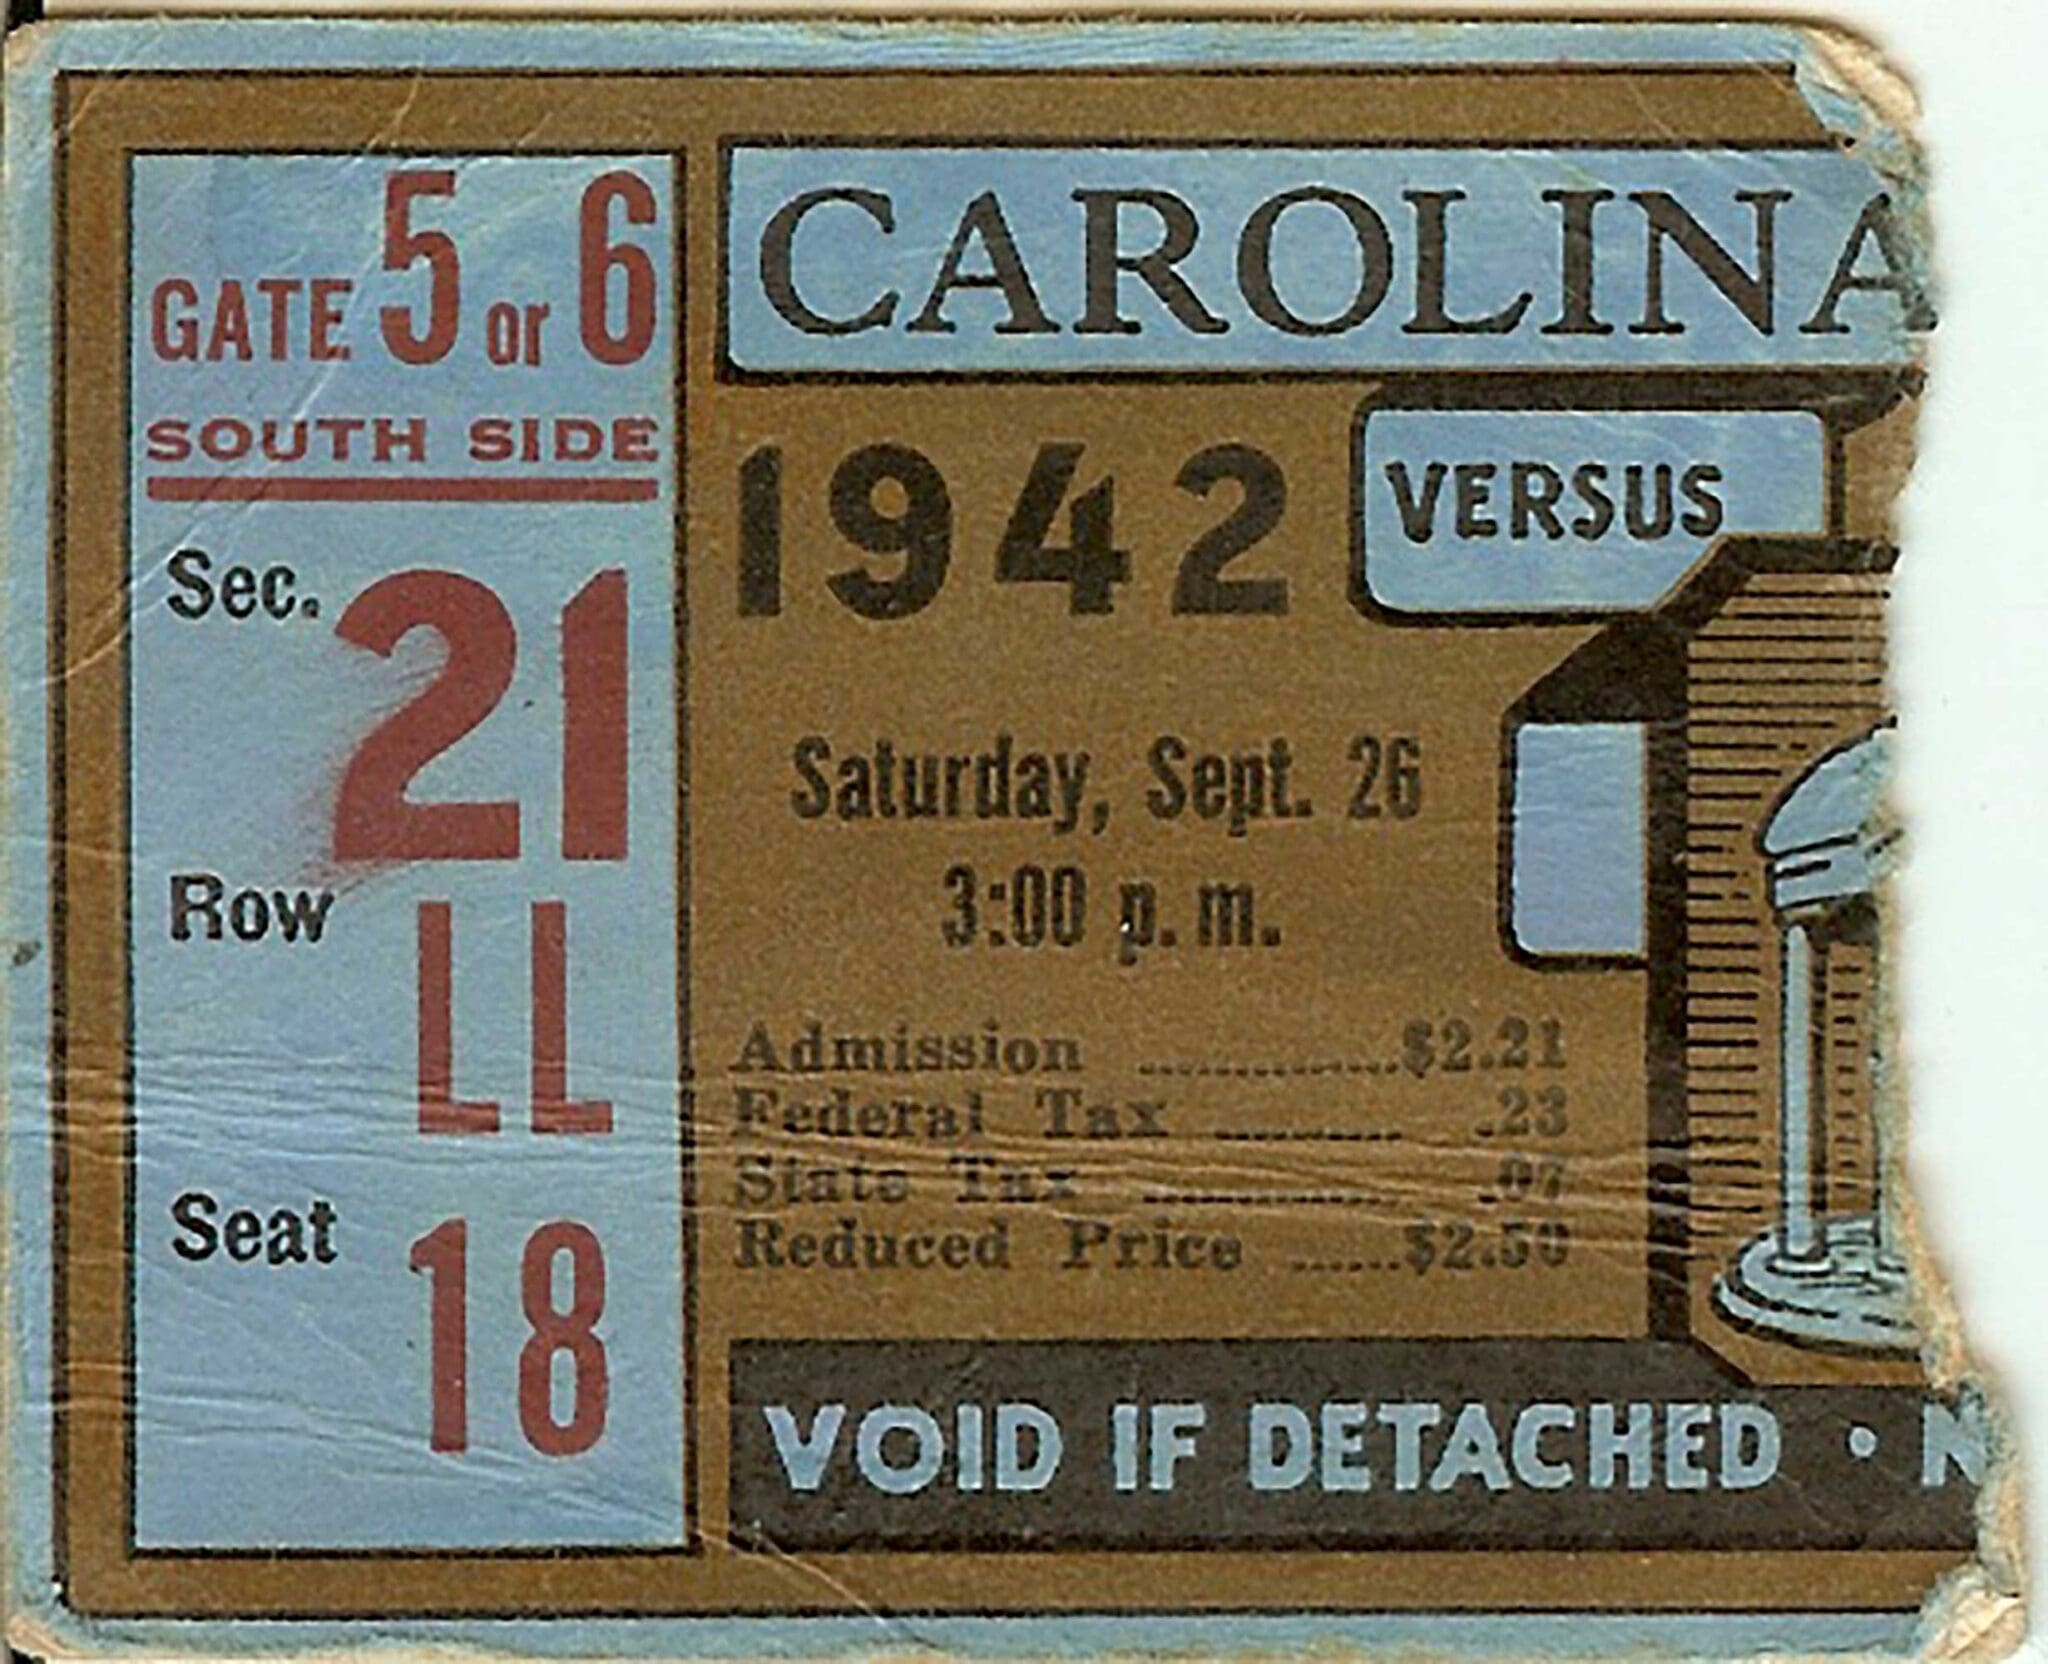 GATE 5 or 6
SOUTH SIDE
Sec. 21
Row LL
Seat 18
CAROLINA
1942 VERSUS
Saturday, Sept. 26
3:00 p. m.
Admission ..............$2.21
Federal Tax ........... .23
State Tax .............. .07
Reduced Price ......$2.50
VOID IF DETACHED • N